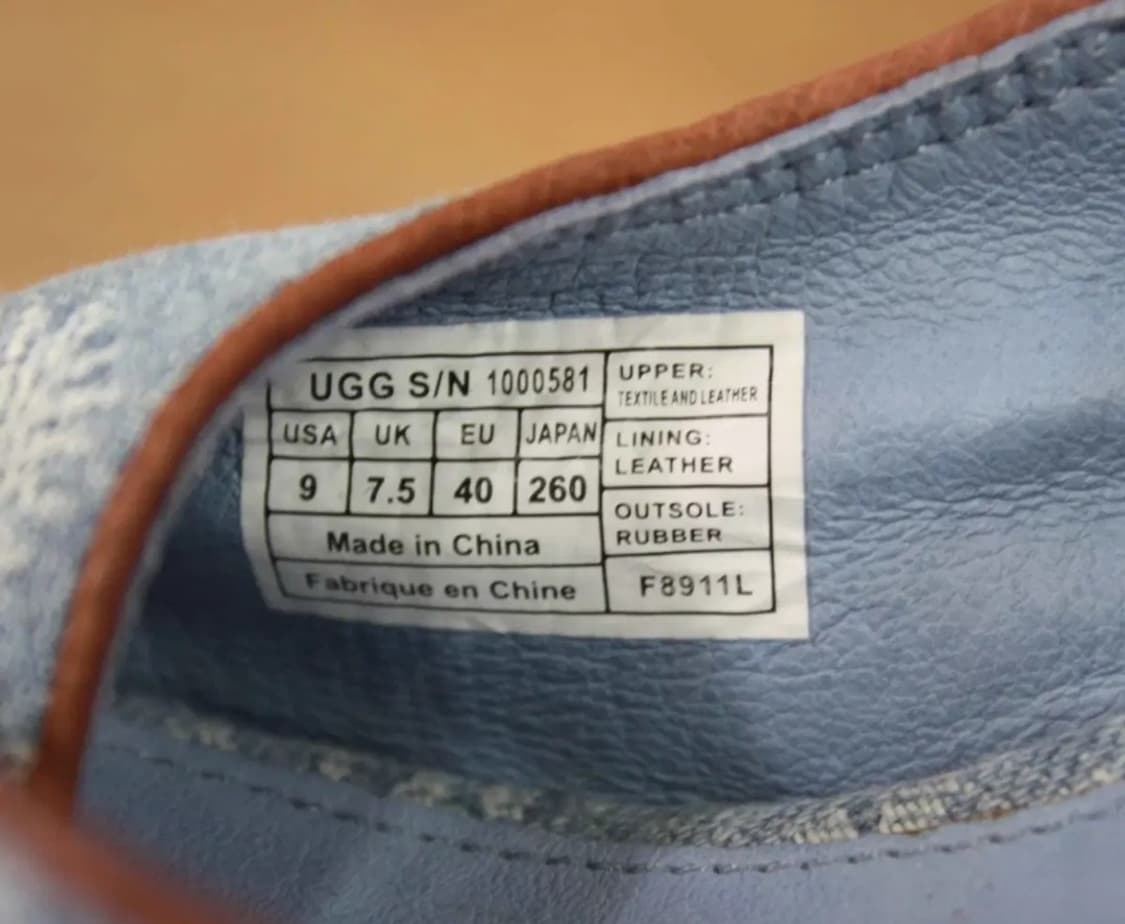 UGG S/N 1000581
USA UK EU JAPAN
9 7.5 40 260
Made in China
Fabrique en Chine
UPPER:
TEXTILE AND LEATHER
LINING:
LEATHER
OUTSOLE:
RUBBER
F8911L